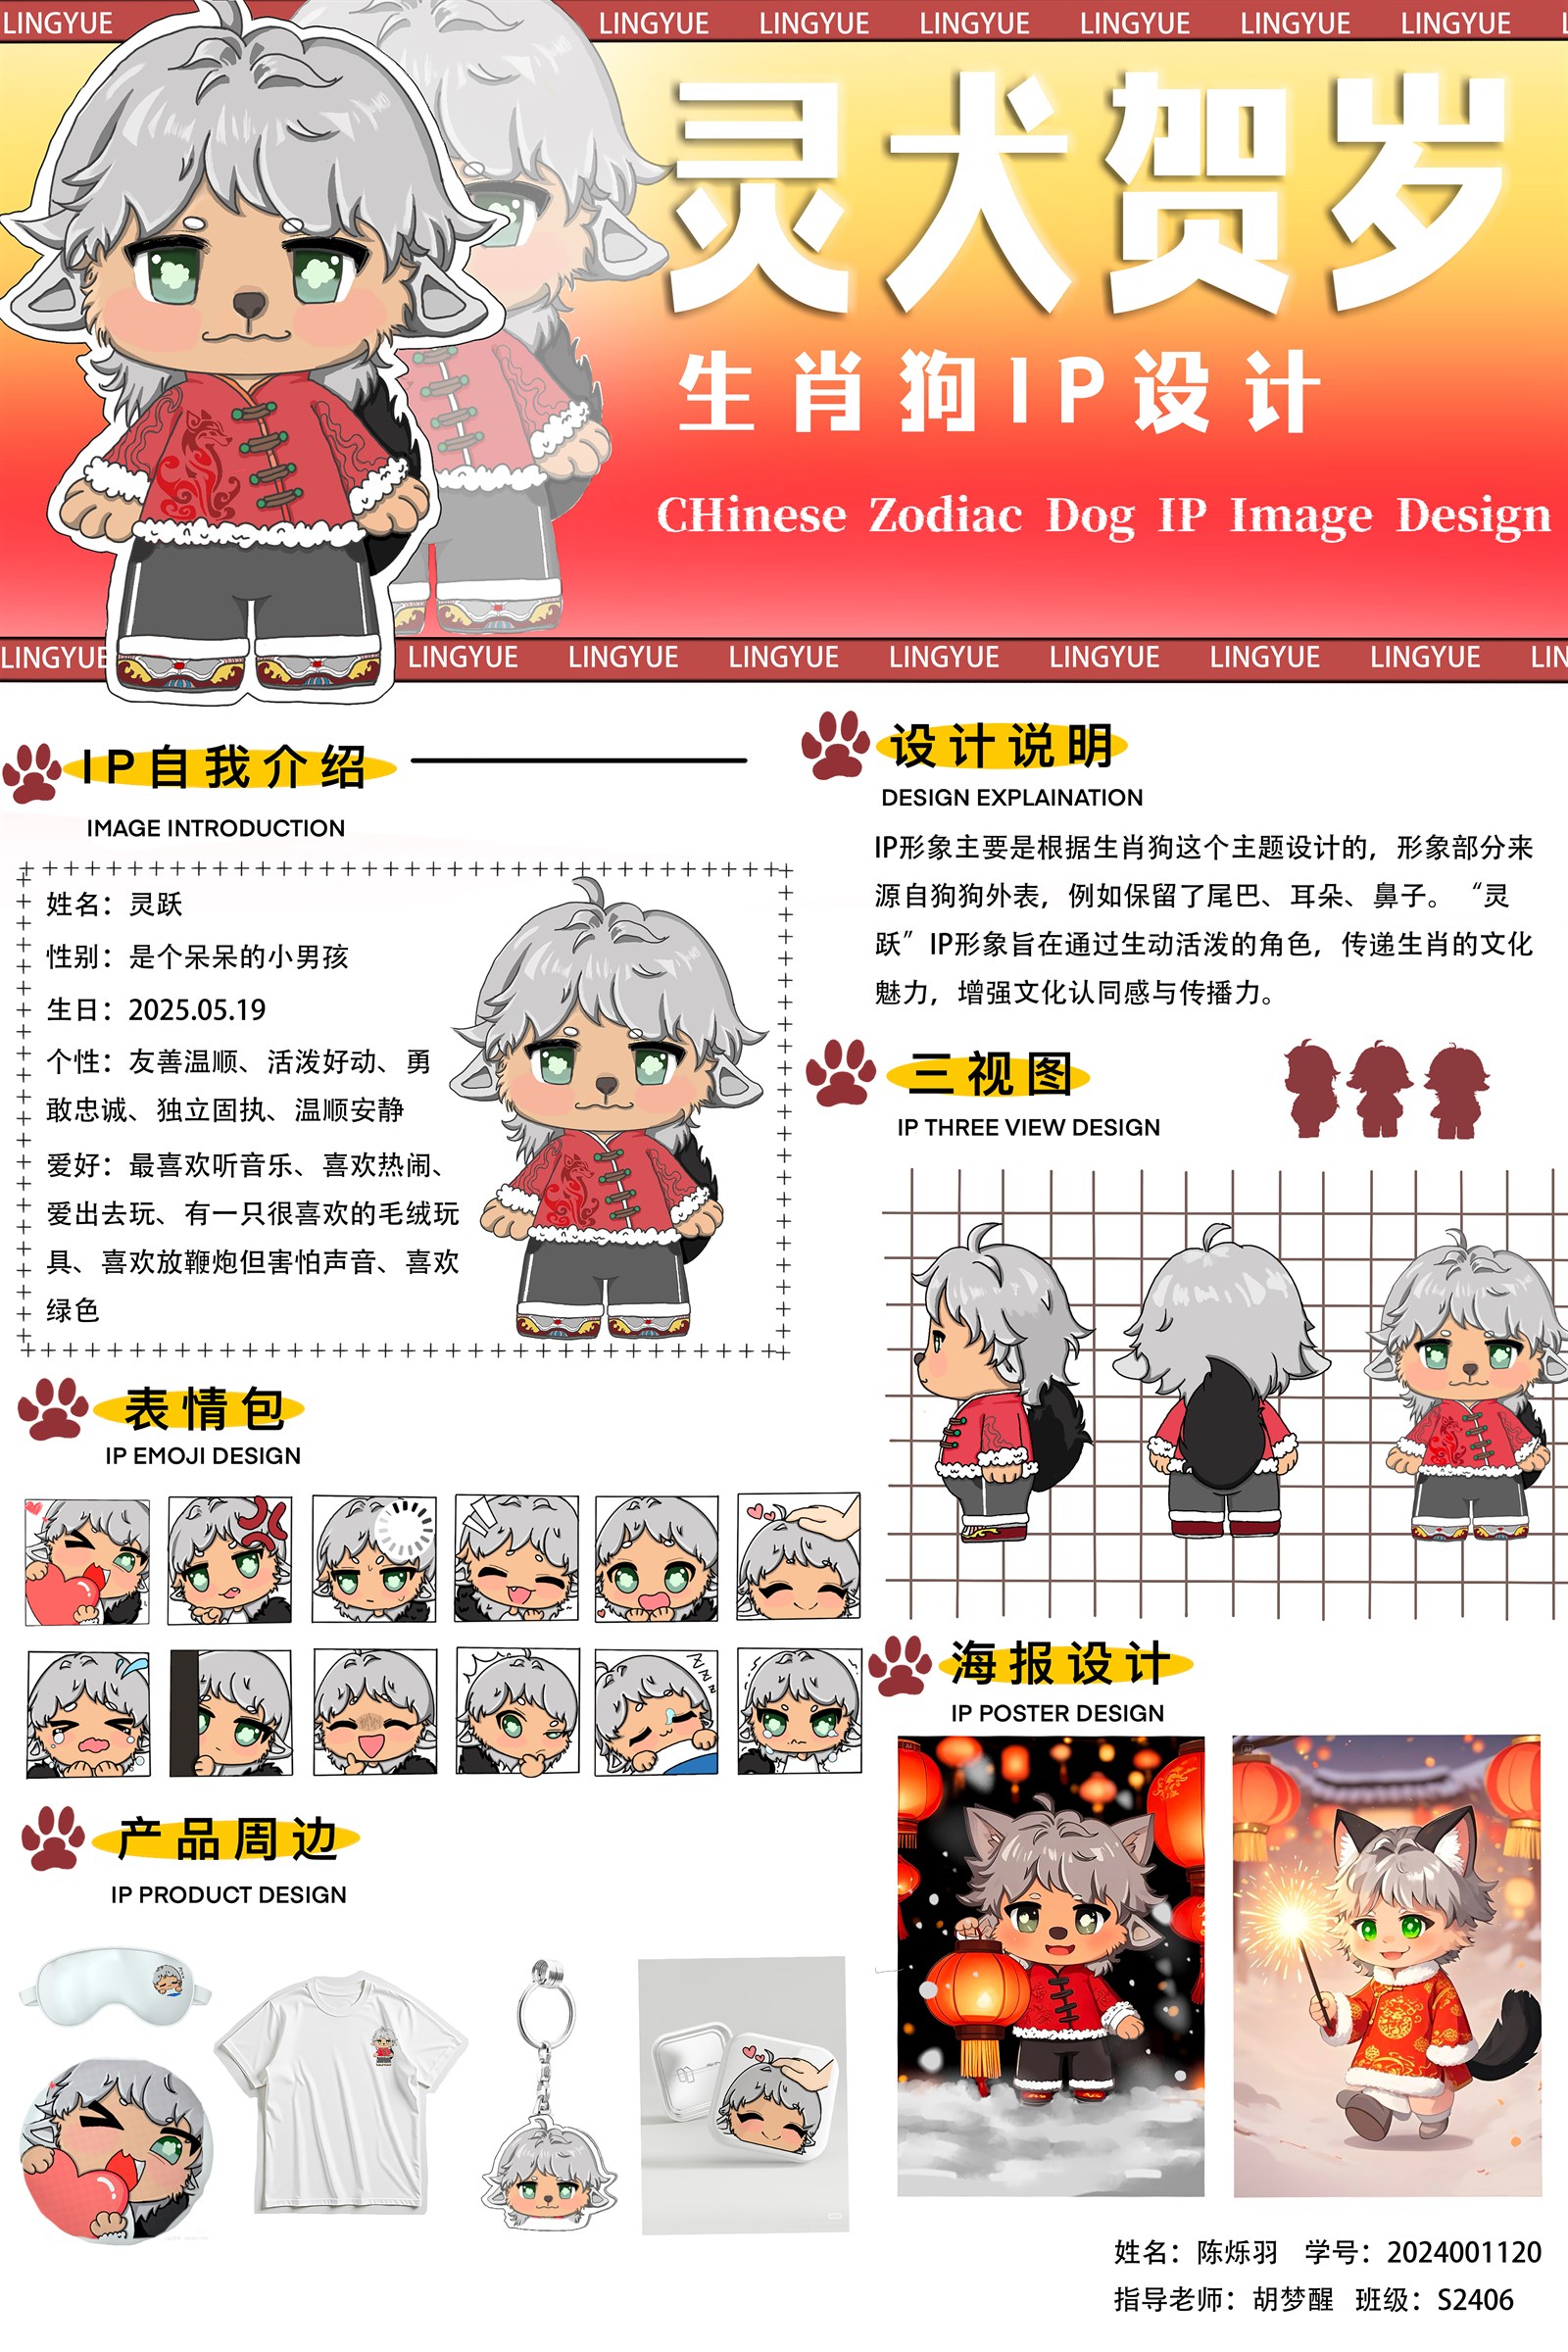 LINGYUE LINGYUE LINGYUE LINGYUE LINGYUE LINGYUE LINGYUE
灵犬贺岁
生肖狗IP设计
CHinese Zodiac Dog IP Image Design
LINGYUE LINGYUE LINGYUE LINGYUE LINGYUE LINGYUE LINGYUE LINGYUE LIN
IP自我介绍
IMAGE INTRODUCTION
姓名：灵跃
性别：是个呆呆的小男孩
生日：2025.05.19
个性：友善温顺、活泼好动、勇
敢忠诚、独立固执、温顺安静
爱好：最喜欢听音乐、喜欢热闹、
爱出去玩、有一只很喜欢的毛绒玩
具、喜欢放鞭炮但害怕声音、喜欢
绿色
设计说明
DESIGN EXPLAINATION
IP形象主要是根据生肖狗这个主题设计的，形象部分来
源自狗狗外表，例如保留了尾巴、耳朵、鼻子。“灵
跃”IP形象旨在通过生动活泼的角色，传递生肖的文化
魅力，增强文化认同感与传播力。
三视图
IP THREE VIEW DESIGN
表情包
IP EMOJI DESIGN
ZZZZ
海报设计
IP POSTER DESIGN
产品周边
IP PRODUCT DESIGN
姓名：陈烁羽 学号：2024001120
指导老师：胡梦醒 班级：S2406